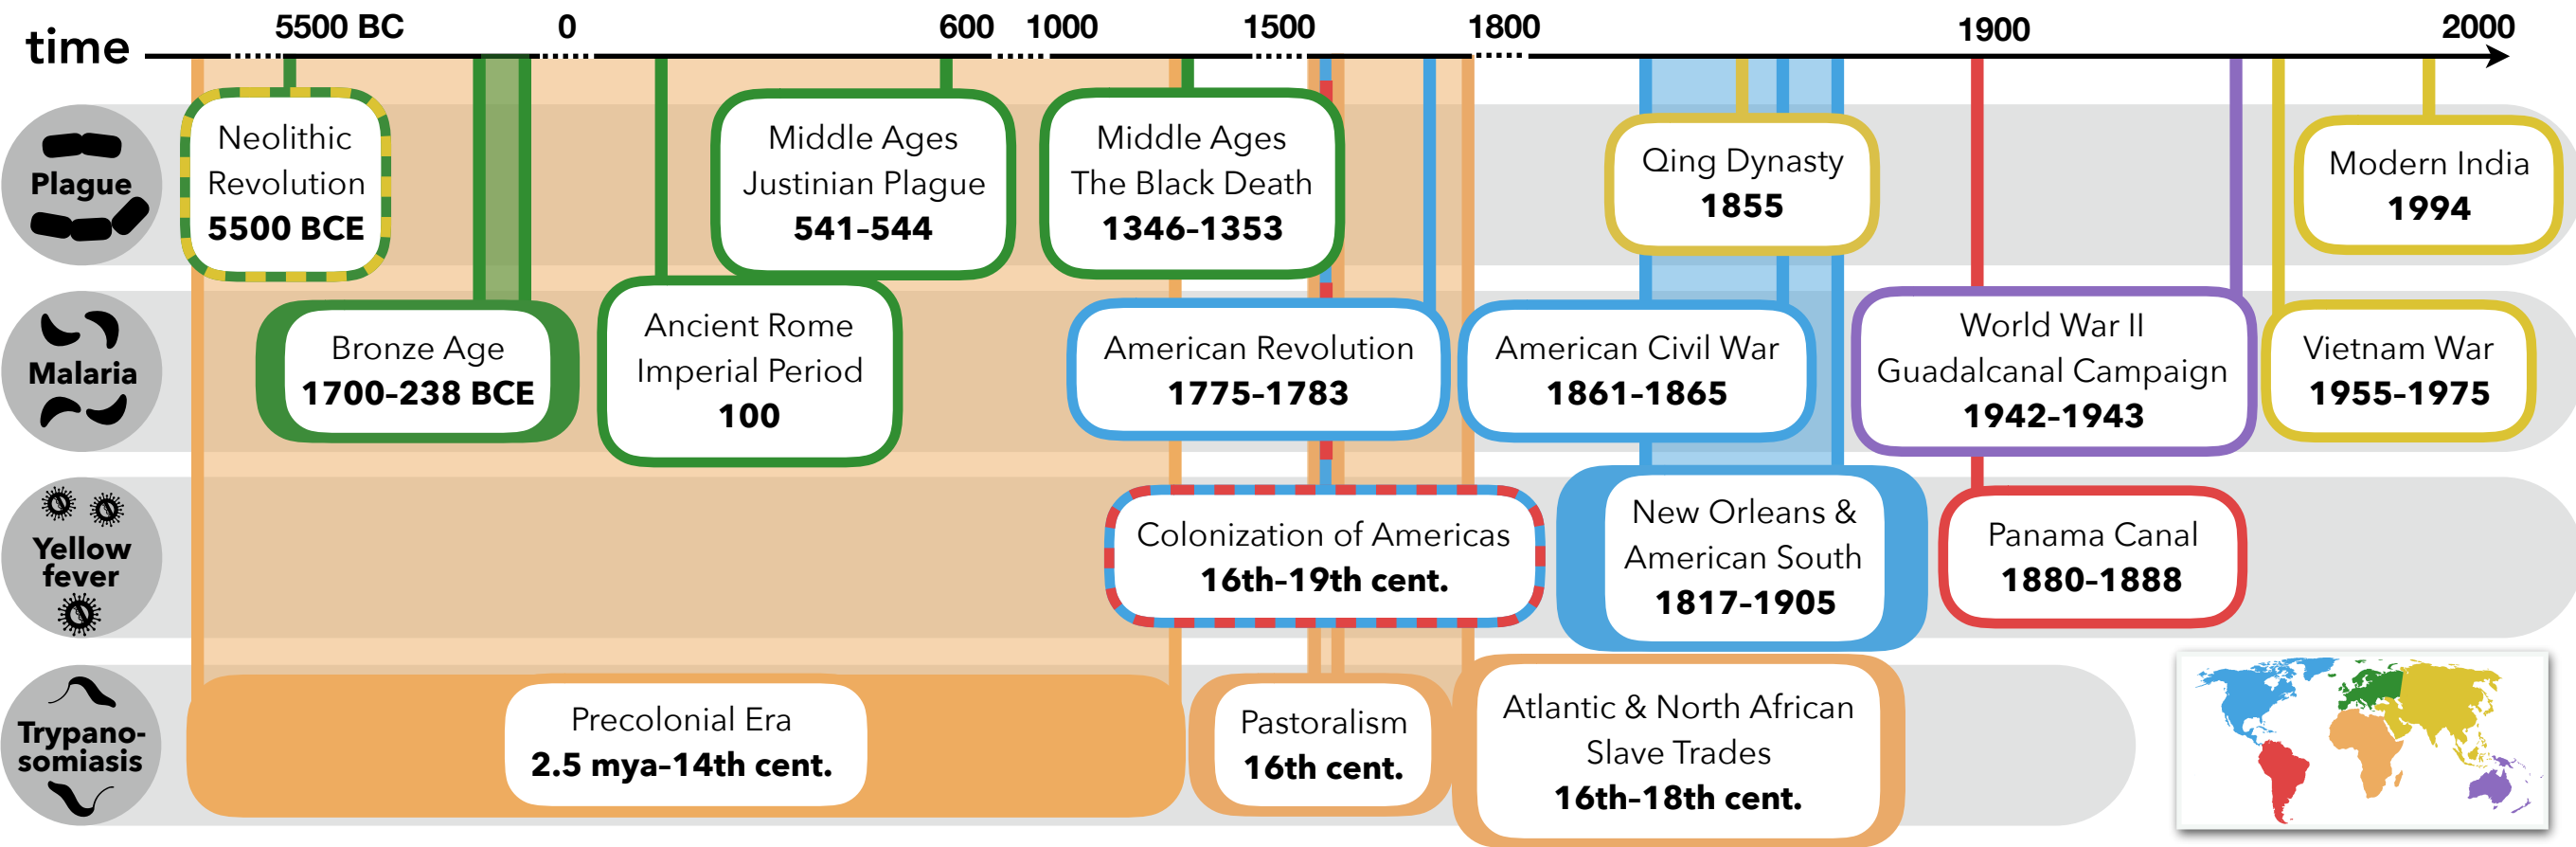 time
5500 BC
0
600
1000
1500
1800
1900
2000
Plague
Neolithic
Revolution
5500 BCE
Middle Ages
Justinian Plague
541–544
Middle Ages
The Black Death
1346–1353
Qing Dynasty
1855
Modern India
1994
Malaria
Bronze Age
1700–238 BCE
Ancient Rome
Imperial Period
100
American Revolution
1775–1783
American Civil War
1861–1865
World War II
Guadalcanal Campaign
1942–1943
Vietnam War
1955–1975
Yellow
fever
Colonization of Americas
16th–19th cent.
New Orleans &
American South
1817–1905
Panama Canal
1880–1888
Trypano-
somiasis
Precolonial Era
2.5 mya–14th cent.
Pastoralism
16th cent.
Atlantic & North African
Slave Trades
16th–18th cent.